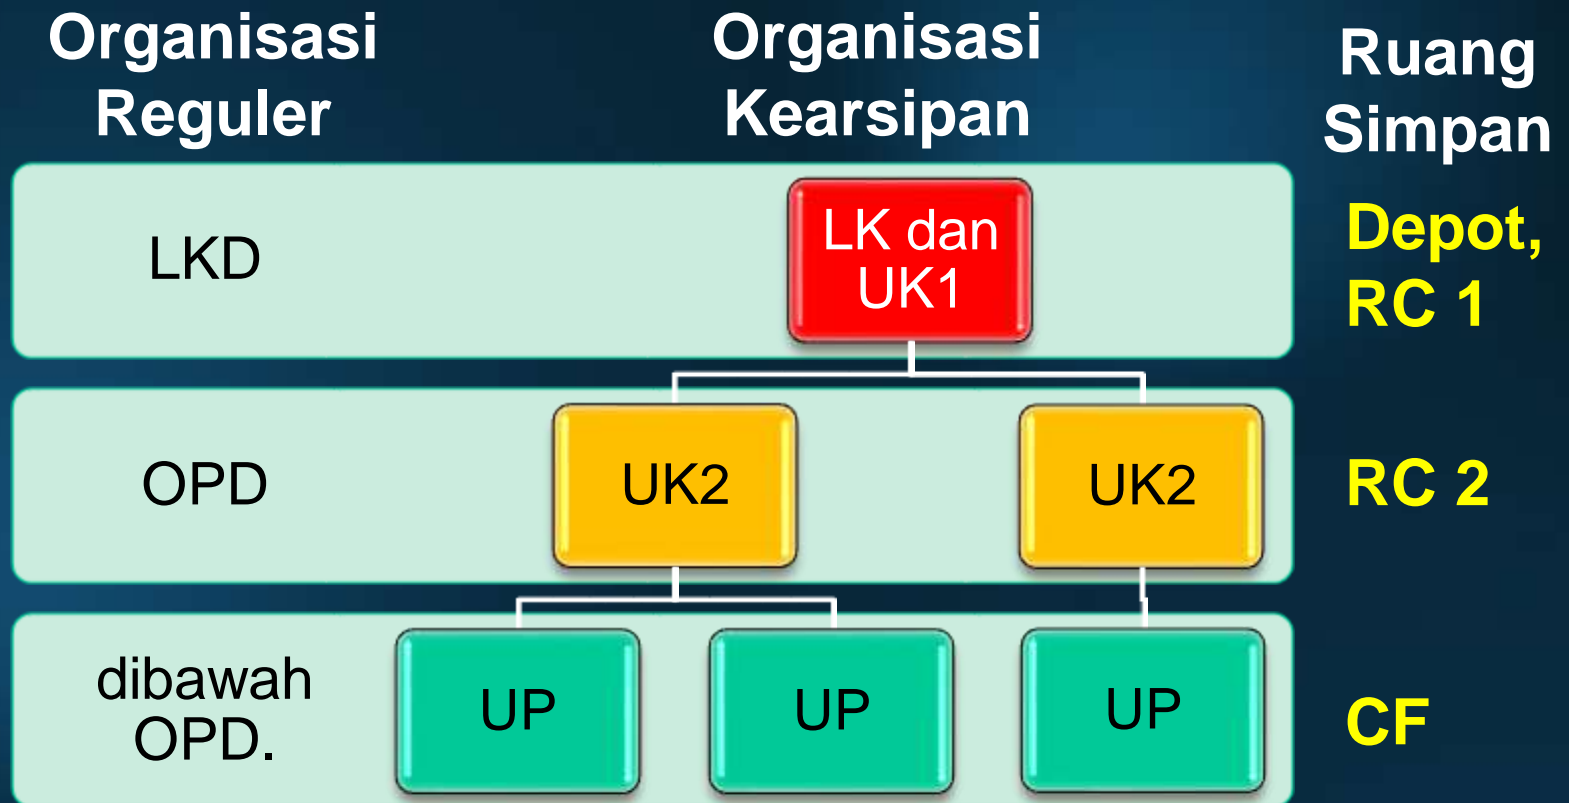 Organisasi
Reguler
Organisasi
Kearsipan
Ruang
Simpan
LKD
LK dan
UK1
Depot,
RC 1
OPD
UK2
UK2
RC 2
dibawah
OPD.
UP
UP
UP
CF